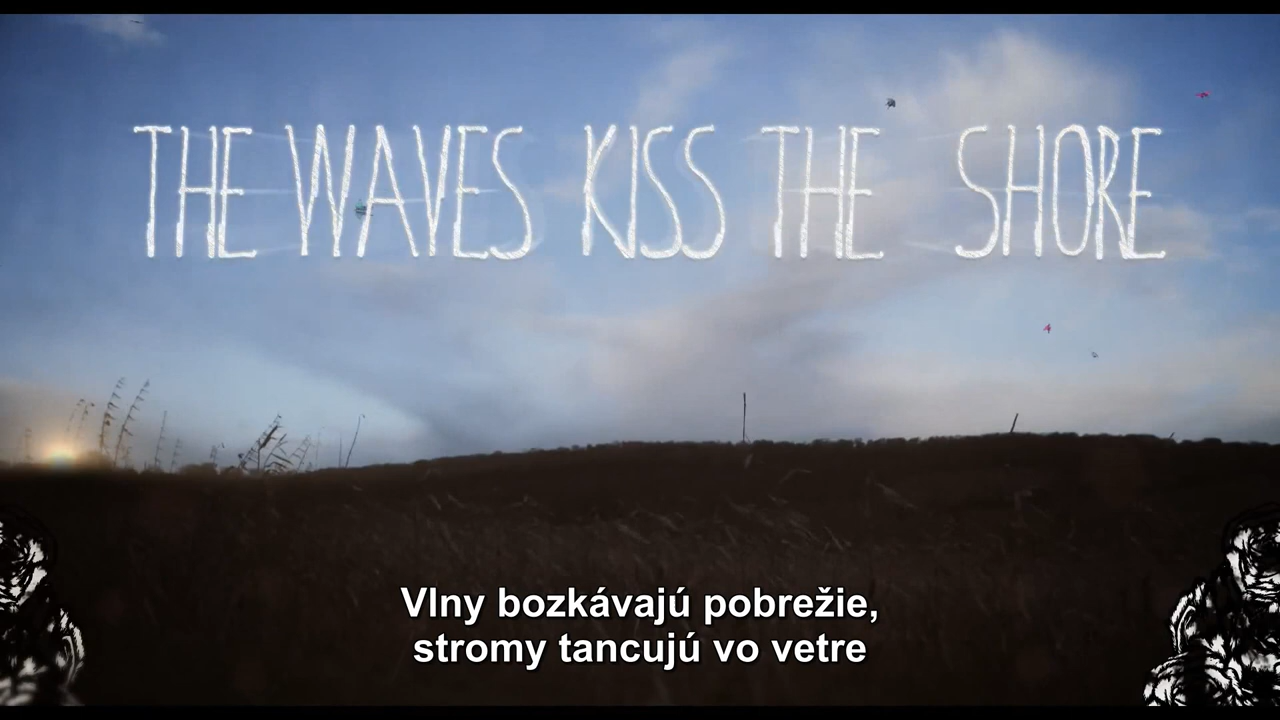 THE WAVES KISS THE SHORE
Vlny bozkávajú pobrežie,
stromy tancujú vo vetre